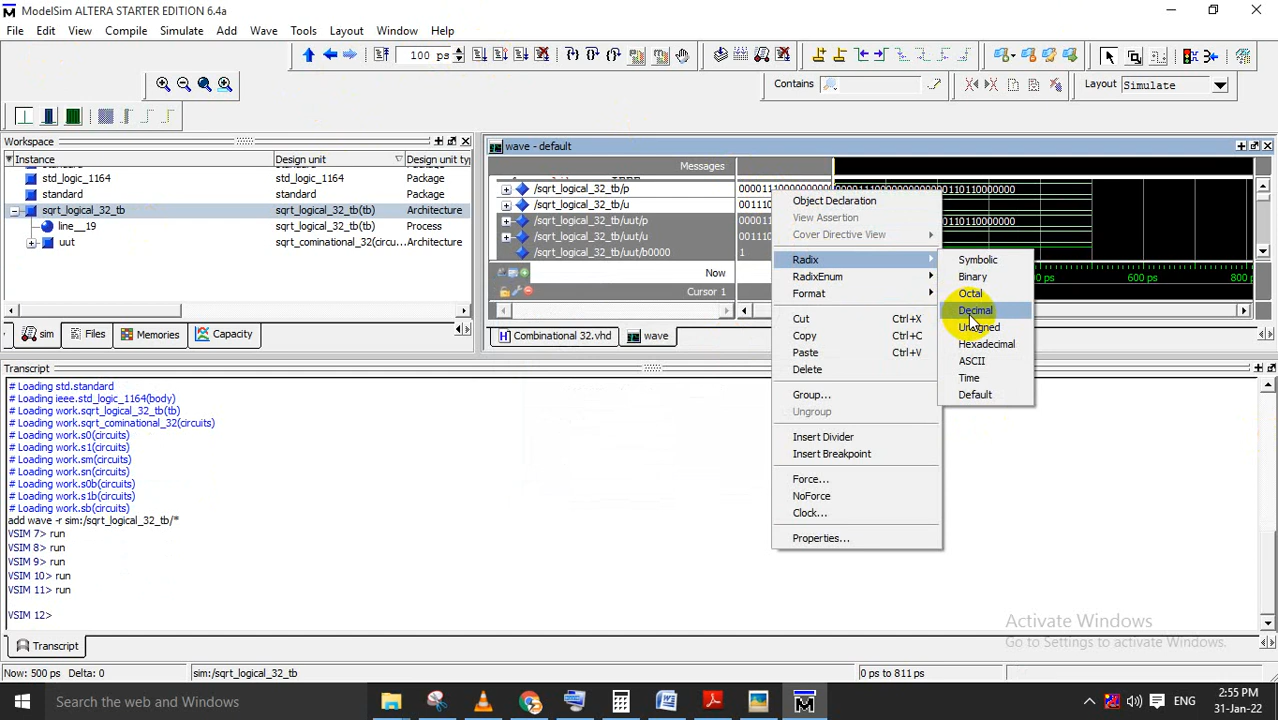 ModelSim ALTERA STARTER EDITION 6.4a
File Edit View Compile Simulate Add Wave Tools Layout Window Help
100 ps
Contains
Layout Simulate
Workspace
Instance Design unit Design unit typ
std_logic_1164 std_logic_1164 Package
standard standard Package
sqrt_logical_32_tb sqrt_logical_32_tb(tb) Architecture
line__19 sqrt_logical_32_tb(tb) Process
uut sqrt_cominational_32(circu... Architecture
sim Files Memories Capacity
wave - default
Messages
/sqrt_logical_32_tb/p
/sqrt_logical_32_tb/u
/sqrt_logical_32_tb/uut/p
/sqrt_logical_32_tb/uut/u
/sqrt_logical_32_tb/uut/b0000 1
Now
Cursor 1
600 ps 800
Combinational 32.vhd wave
Object Declaration
View Assertion
Cover Directive View
Radix
RadixEnum
Format
Cut Ctrl+X
Copy Ctrl+C
Paste Ctrl+V
Delete
Group...
Ungroup
Insert Divider
Insert Breakpoint
Force...
NoForce
Clock...
Properties...
Symbolic
Binary
Octal
Decimal
Unsigned
Hexadecimal
ASCII
Time
Default
Transcript
# Loading std.standard
# Loading ieee.std_logic_1164(body)
# Loading work.sqrt_logical_32_tb(tb)
# Loading work.sqrt_cominational_32(circuits)
# Loading work.s0(circuits)
# Loading work.s1(circuits)
# Loading work.sm(circuits)
# Loading work.sn(circuits)
# Loading work.s0b(circuits)
# Loading work.s1b(circuits)
# Loading work.sb(circuits)
add wave -r sim:/sqrt_logical_32_tb/*
VSIM 7> run
VSIM 8> run
VSIM 9> run
VSIM 10> run
VSIM 11> run
VSIM 12>
Activate Windows
Go to Settings to activate Windows.
Transcript
Now: 500 ps Delta: 0 sim:/sqrt_logical_32_tb 0 ps to 811 ps
Search the web and Windows
ENG
2:55 PM
31-Jan-22